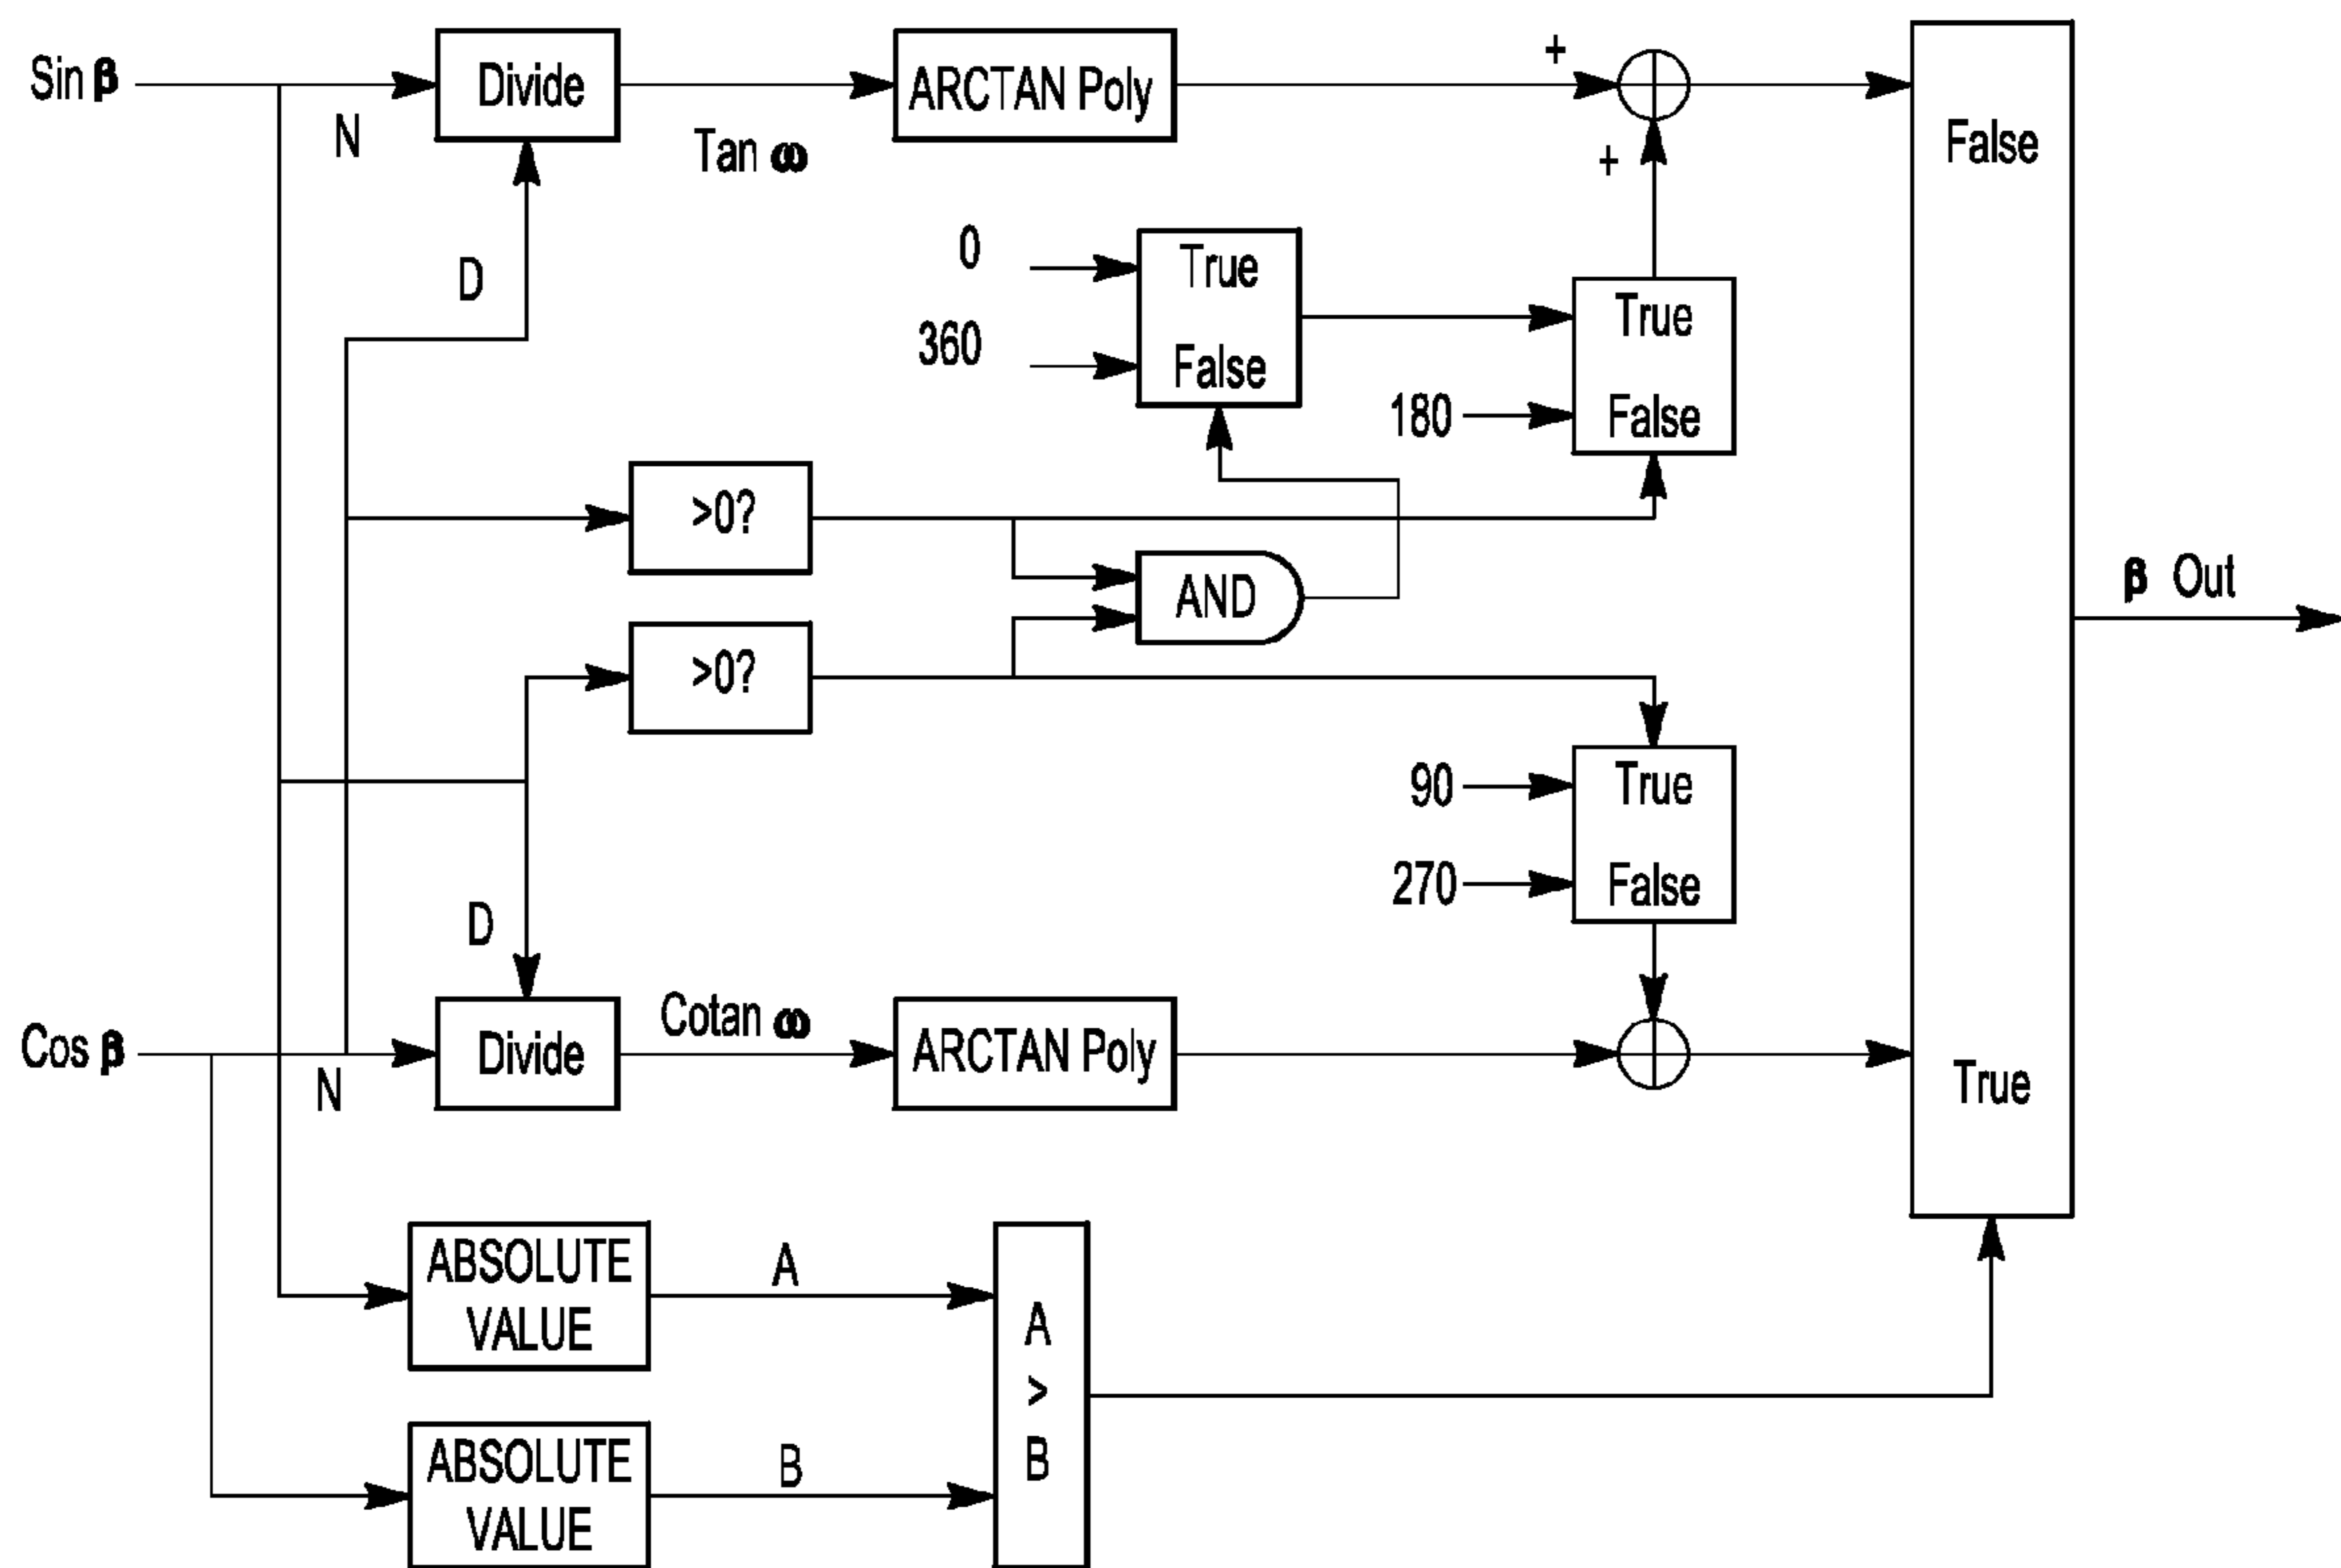 Sin β
N
Divide
Tan ω
ARCTAN Poly
+
+
False
D
0
360
True
False
180
True
False
>0?
AND
>0?
β Out
90
270
True
False
D
Cos β
N
Divide
Cotan ω
ARCTAN Poly
True
ABSOLUTE
VALUE
A
ABSOLUTE
VALUE
B
A
>
B